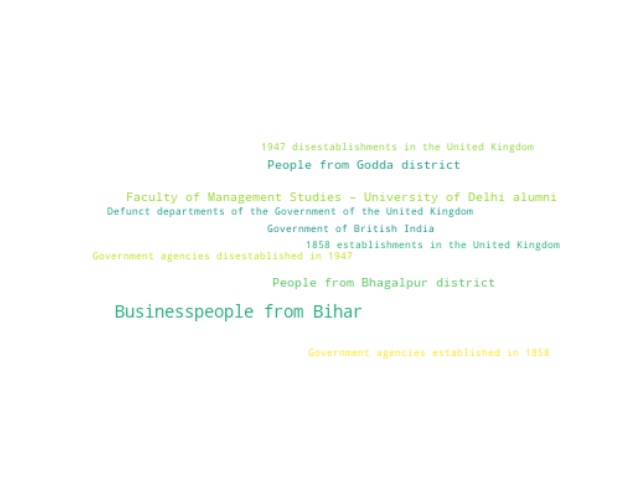 1947 disestablishments in the United Kingdom
People from Godda district
Faculty of Management Studies – University of Delhi alumni
Defunct departments of the Government of the United Kingdom
Government of British India
1858 establishments in the United Kingdom
Government agencies disestablished in 1947
People from Bhagalpur district
Businesspeople from Bihar
Government agencies established in 1858